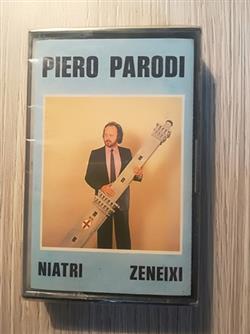 PIERO PARODI
NIATRI ZENEIXI